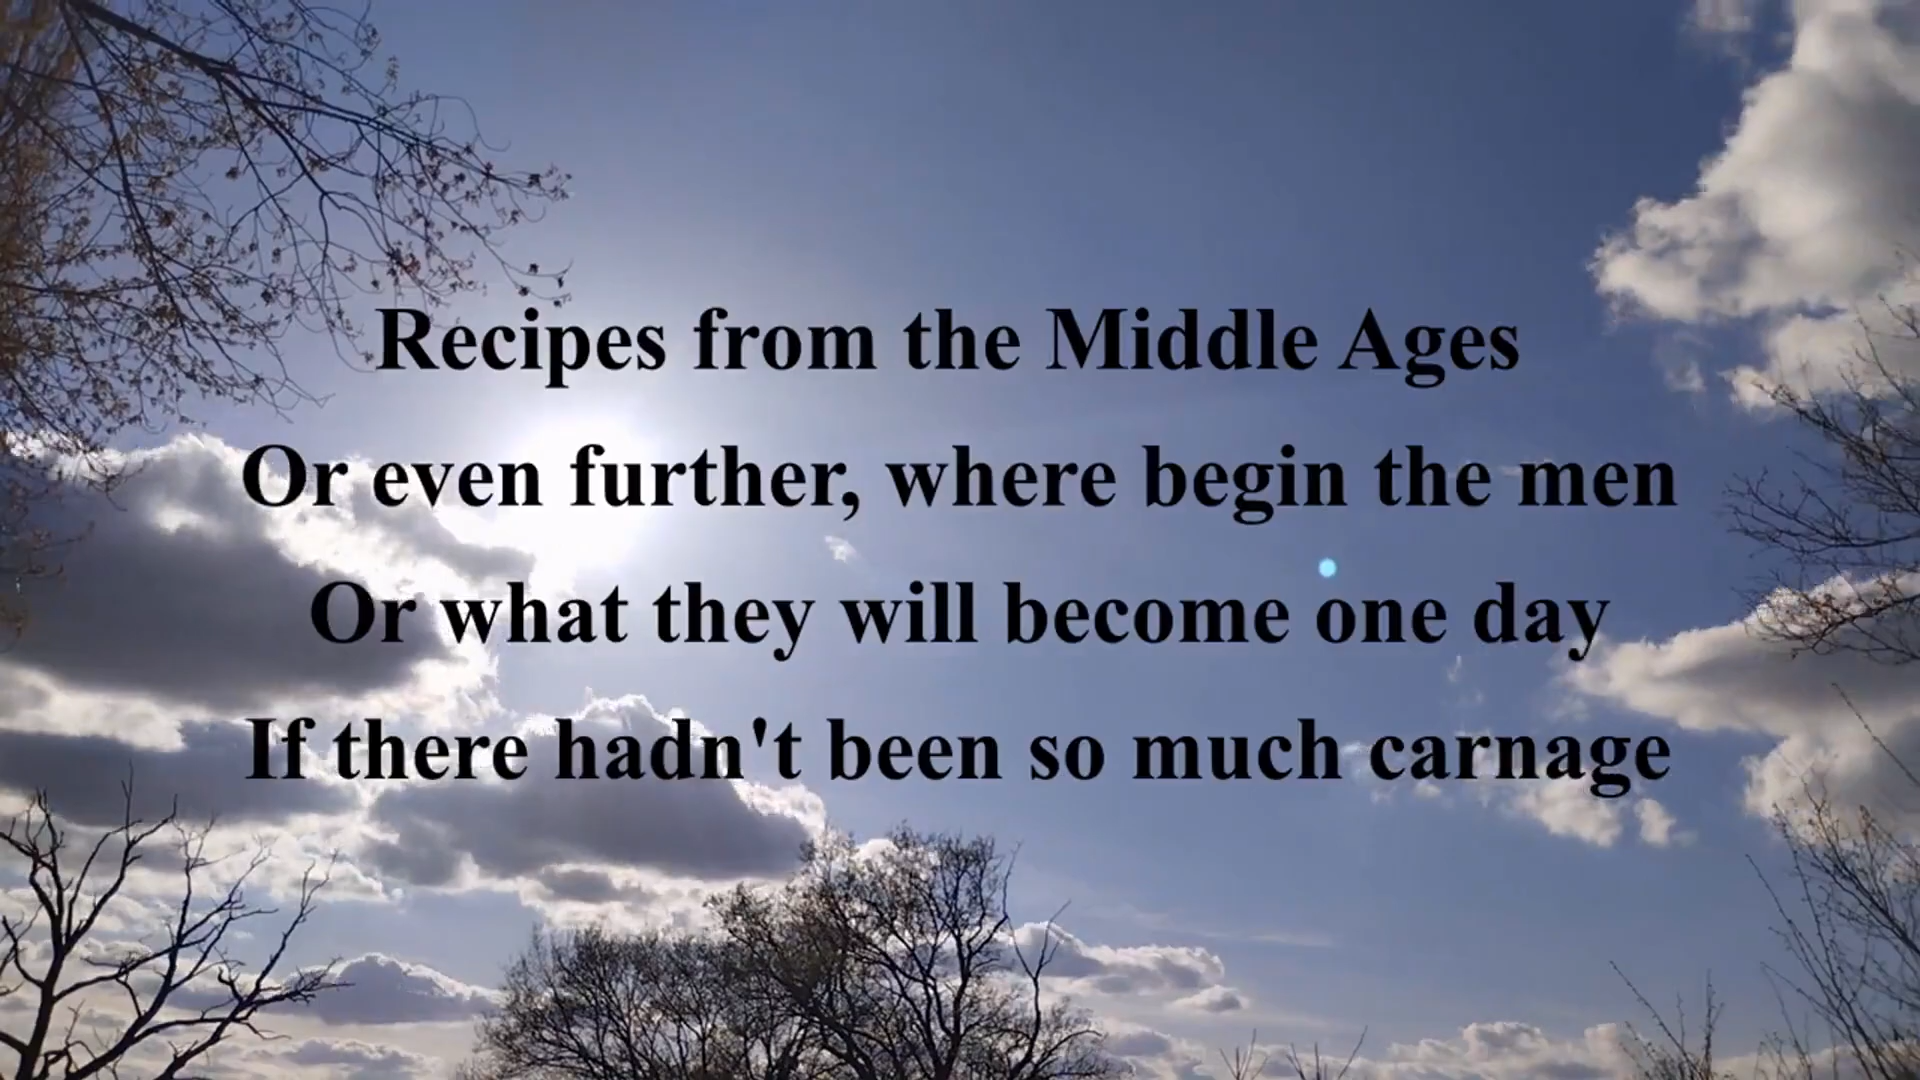 Recipes from the Middle Ages
Or even further, where begin the men
Or what they will become one day
If there hadn't been so much carnage